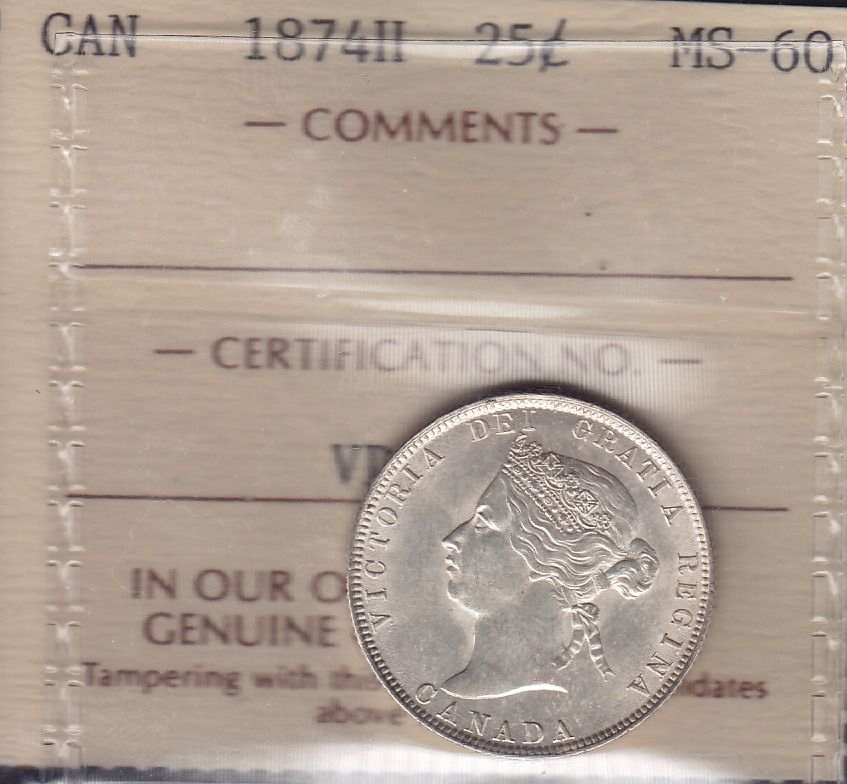 CAN 1874H 25¢ MS-60
— COMMENTS —
— CERTIFICATION NO. —
IN OUR
GENUINE
Tampering with this
above
VICTORIA DEI GRATIA REGINA
CANADA